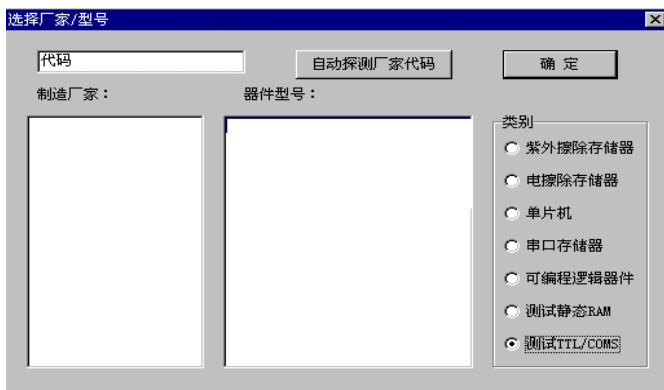 选择厂家/型号
代码
自动探测厂家代码
确 定
制造厂家：
器件型号：
类别
紫外擦除存储器
电擦除存储器
单片机
串口存储器
可编程逻辑器件
测试静态RAM
测试TTL/COMS